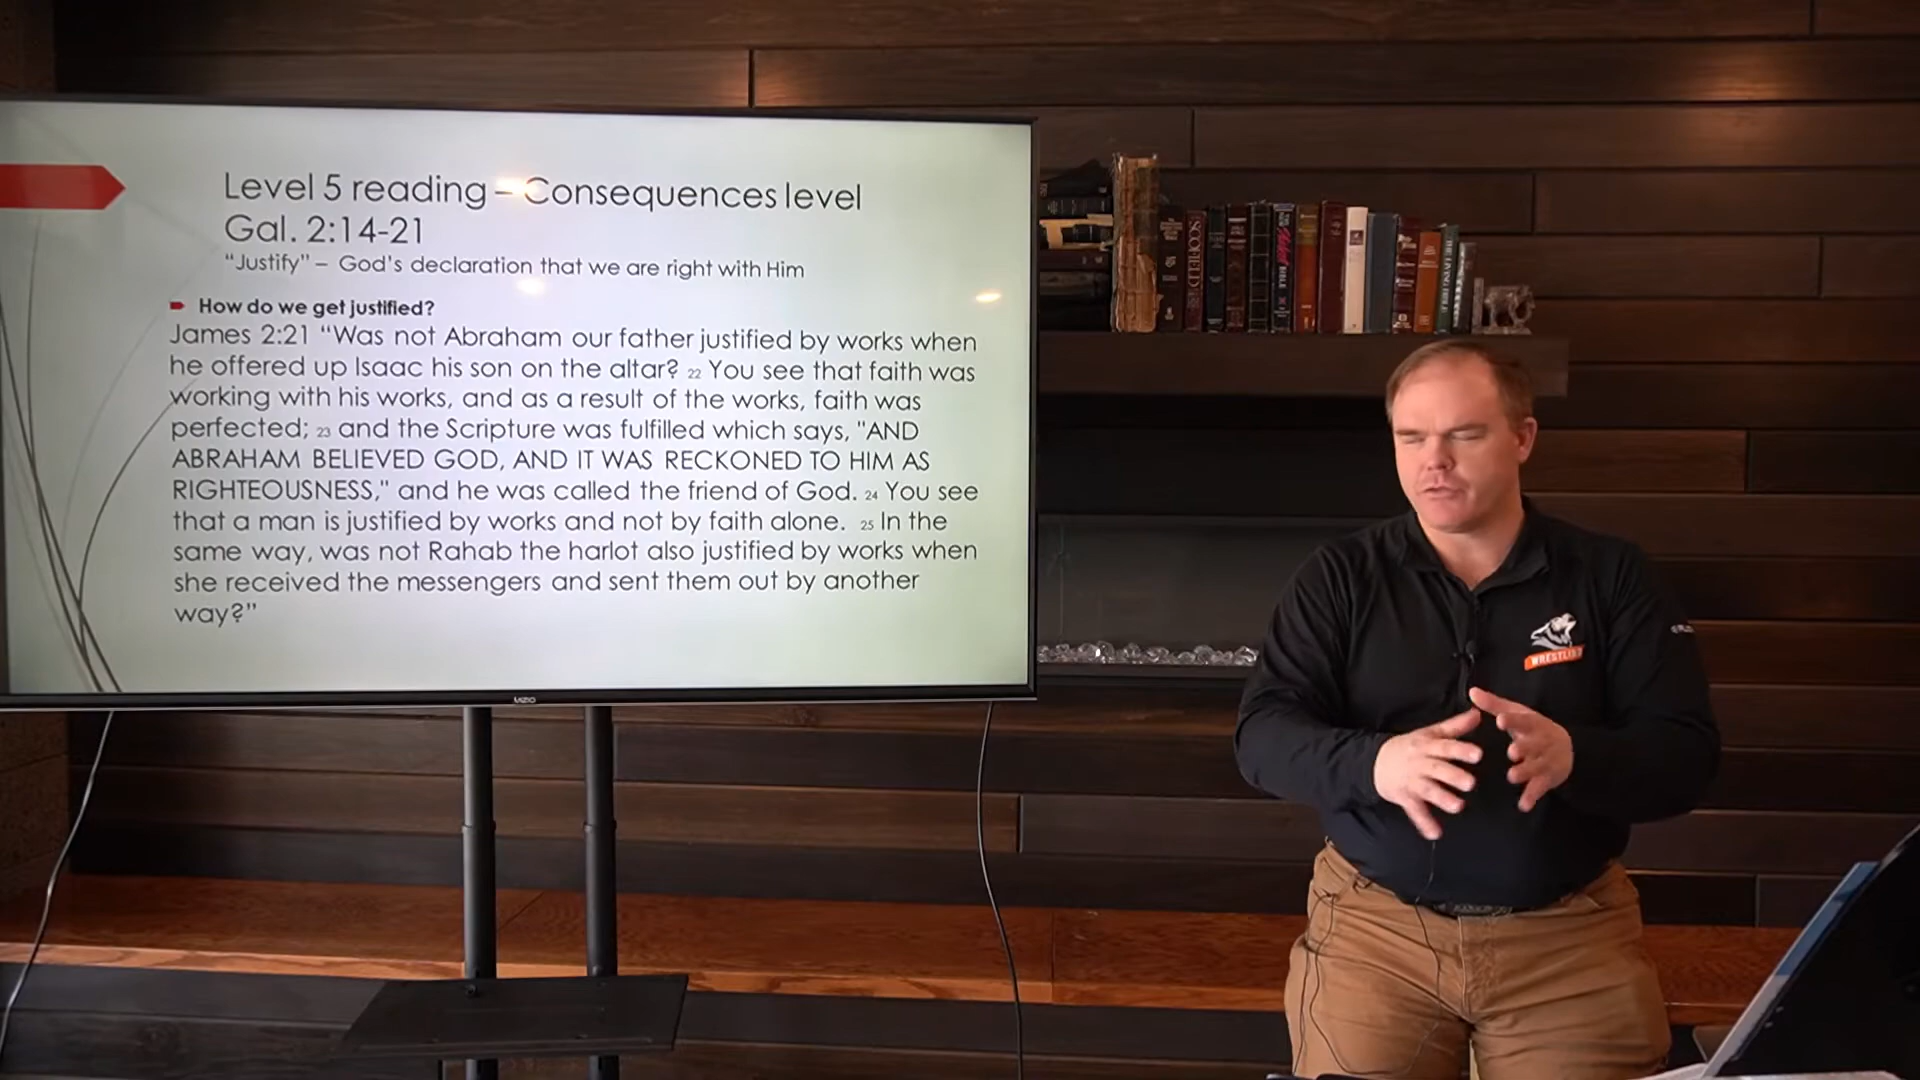 Level 5 reading – Consequences level
Gal. 2:14-21
"Justify" – God's declaration that we are right with Him
How do we get justified?
James 2:21 "Was not Abraham our father justified by works when
he offered up Isaac his son on the altar? 22 You see that faith was
working with his works, and as a result of the works, faith was
perfected; 23 and the Scripture was fulfilled which says, "AND
ABRAHAM BELIEVED GOD, AND IT WAS RECKONED TO HIM AS
RIGHTEOUSNESS," and he was called the friend of God. 24 You see
that a man is justified by works and not by faith alone. 25 In the
same way, was not Rahab the harlot also justified by works when
she received the messengers and sent them out by another
way?"
VIZIO
SCOFIELD
BIBLE
WRESTLING